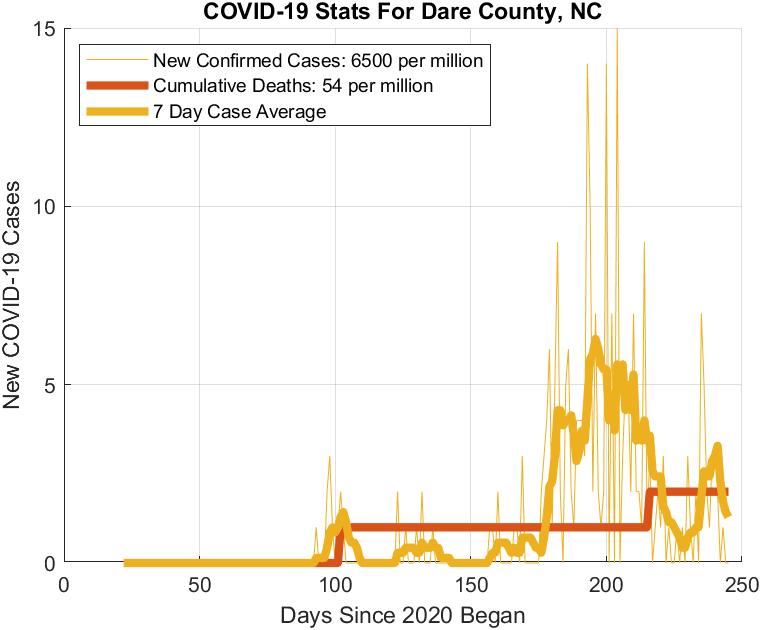 COVID-19 Stats For Dare County, NC
15
New Confirmed Cases: 6500 per million
Cumulative Deaths: 54 per million
7 Day Case Average
10
New COVID-19 Cases
5
0
0 50 100 150 200 250
Days Since 2020 Began